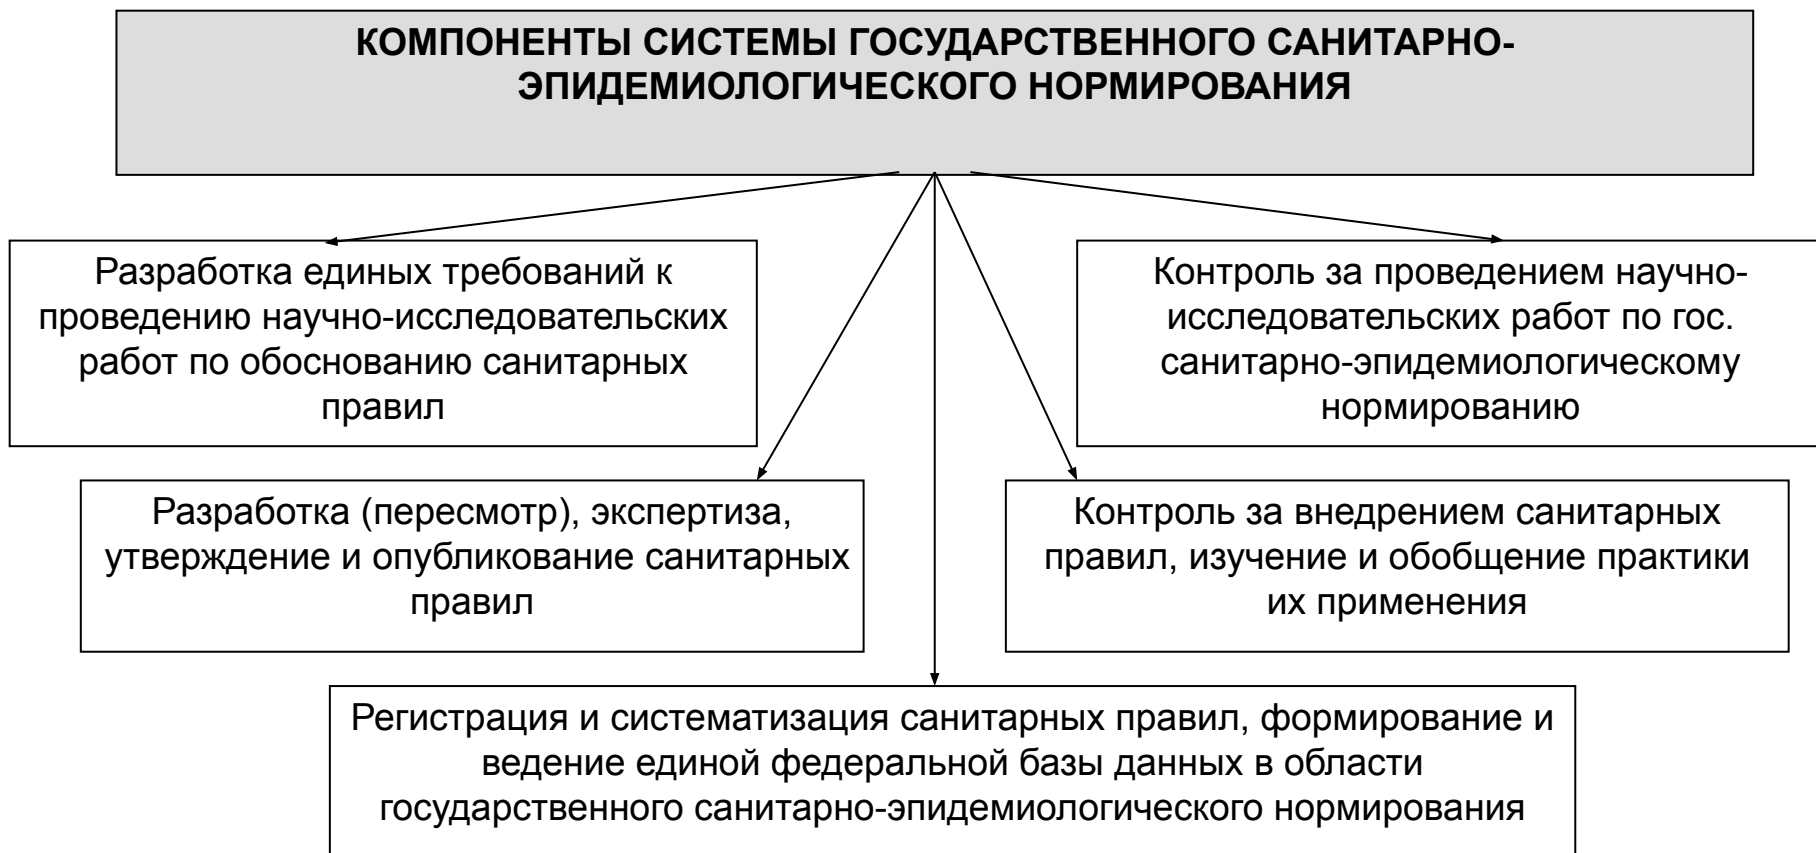 КОМПОНЕНТЫ СИСТЕМЫ ГОСУДАРСТВЕННОГО САНИТАРНО-
ЭПИДЕМИОЛОГИЧЕСКОГО НОРМИРОВАНИЯ
Разработка единых требований к
проведению научно-исследовательских
работ по обоснованию санитарных
правил
Контроль за проведением научно-
исследовательских работ по гос.
санитарно-эпидемиологическому
нормированию
Разработка (пересмотр), экспертиза,
утверждение и опубликование санитарных
правил
Контроль за внедрением санитарных
правил, изучение и обобщение практики
их применения
Регистрация и систематизация санитарных правил, формирование и
ведение единой федеральной базы данных в области
государственного санитарно-эпидемиологического нормирования